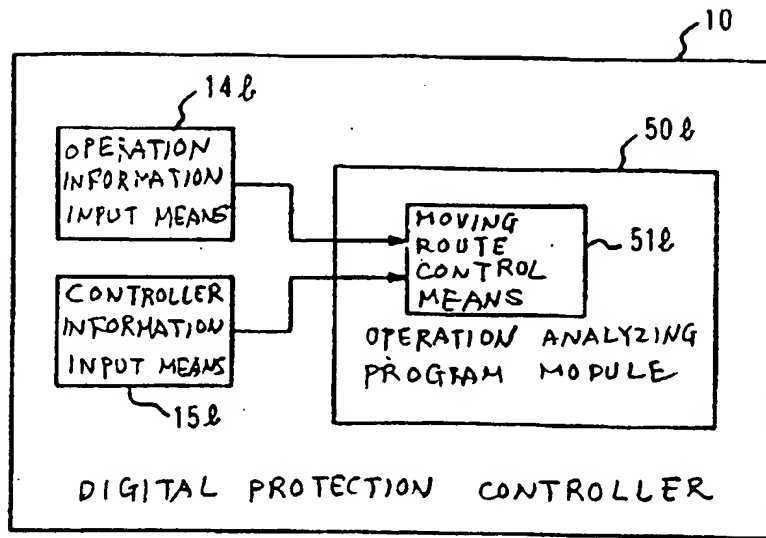 10
14ℓ
OPERATION
INFORMATION
INPUT MEANS
50ℓ
MOVING
ROUTE
CONTROL
MEANS
51ℓ
CONTROLLER
INFORMATION
INPUT MEANS
15ℓ
OPERATION ANALYZING
PROGRAM MODULE
DIGITAL PROTECTION CONTROLLER